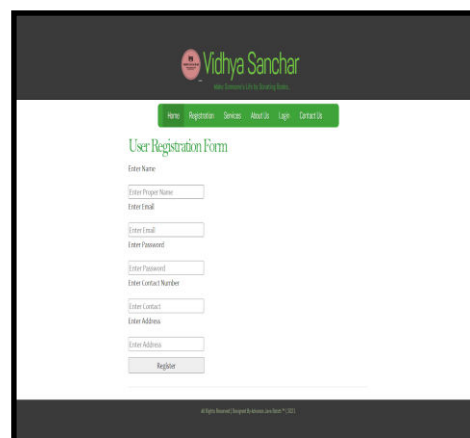 Vidhya Sanchar
Home Registration Services About Us Login Contact Us
User Registration Form
Enter Name
Enter Proper Name
Enter Email
Enter Email
Enter Password
Enter Password
Enter Contact Number
Enter Contact
Enter Address
Enter Address
Register